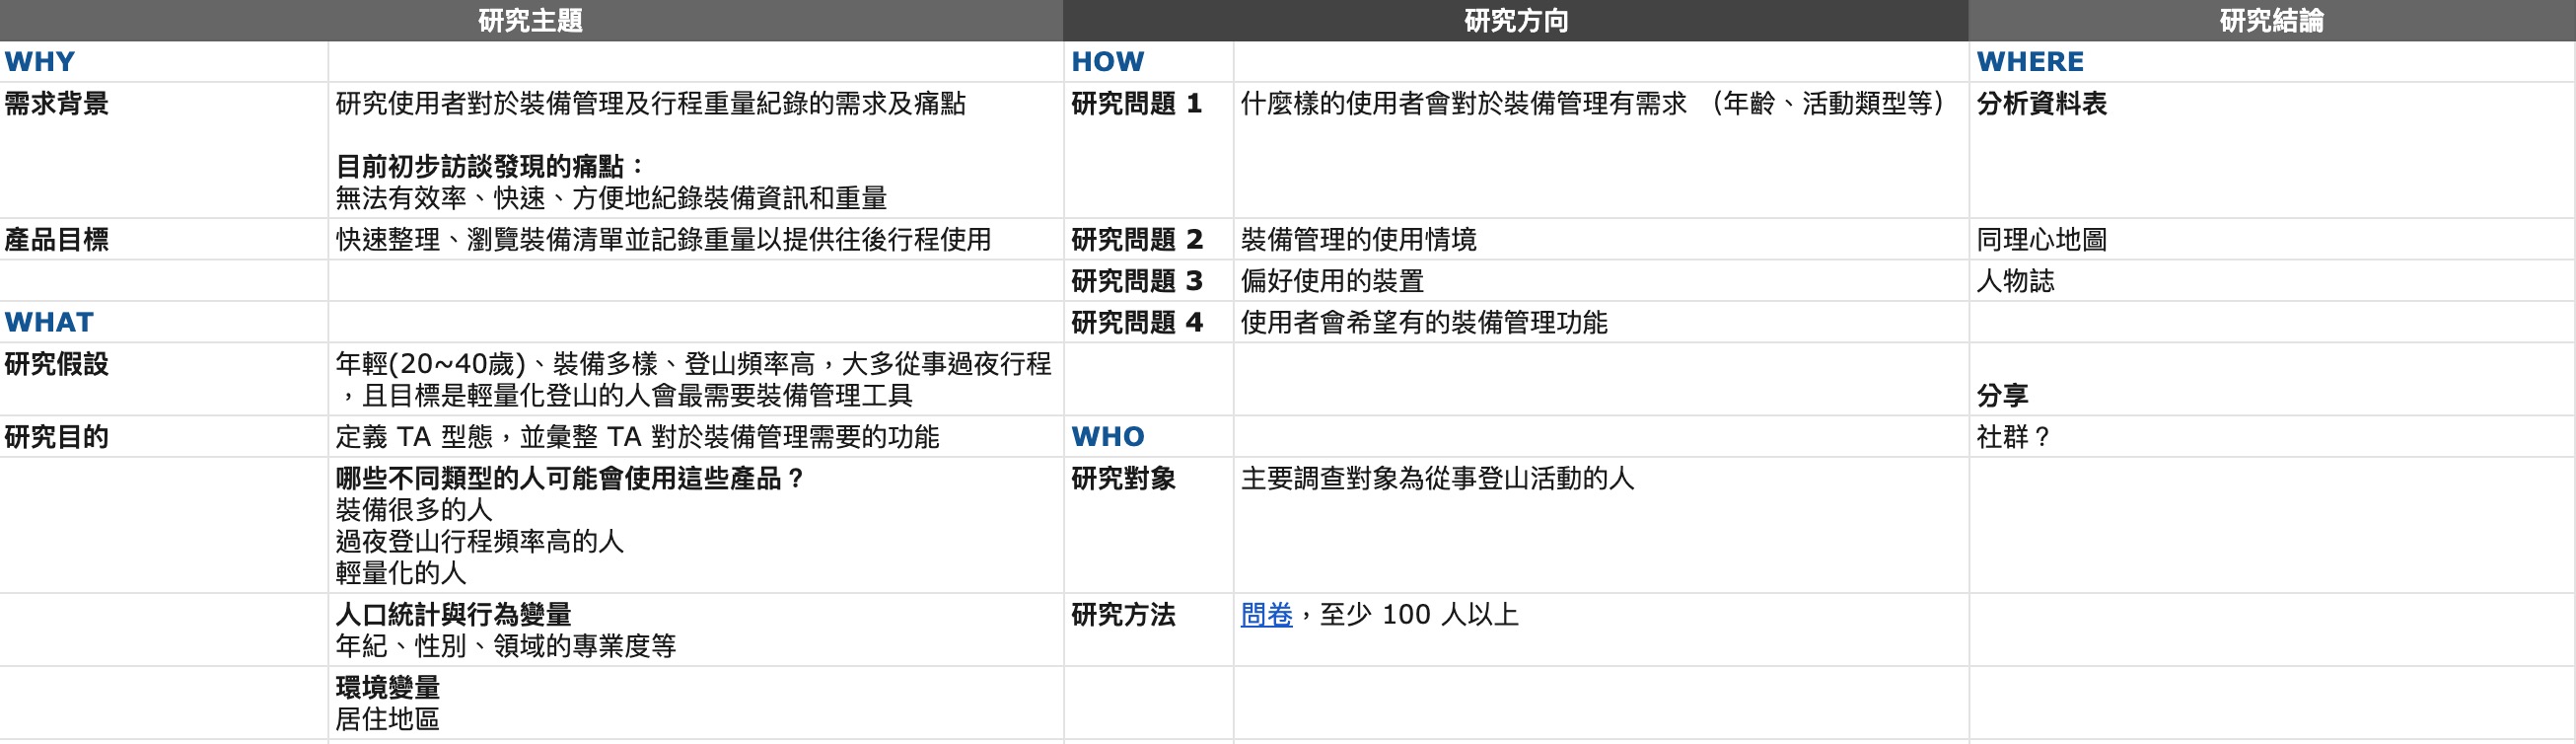 研究主題
研究方向
研究結論
WHY
HOW
WHERE
需求背景
研究使用者對於裝備管理及行程重量紀錄的需求及痛點
目前初步訪談發現的痛點：
無法有效率、快速、方便地紀錄裝備資訊和重量
研究問題 1
什麼樣的使用者會對於裝備管理有需求 （年齡、活動類型等）
分析資料表
產品目標
快速整理、瀏覽裝備清單並記錄重量以提供往後行程使用
研究問題 2
裝備管理的使用情境
同理心地圖
研究問題 3
偏好使用的裝置
人物誌
WHAT
研究問題 4
使用者會希望有的裝備管理功能
研究假設
年輕(20~40歲)、裝備多樣、登山頻率高，大多從事過夜行程
，且目標是輕量化登山的人會最需要裝備管理工具
分享
研究目的
定義 TA 型態，並彙整 TA 對於裝備管理需要的功能
WHO
社群？
哪些不同類型的人可能會使用這些產品？
裝備很多的人
過夜登山行程頻率高的人
輕量化的人
研究對象
主要調查對象為從事登山活動的人
人口統計與行為變量
年紀、性別、領域的專業度等
研究方法
問卷，至少 100 人以上
環境變量
居住地區